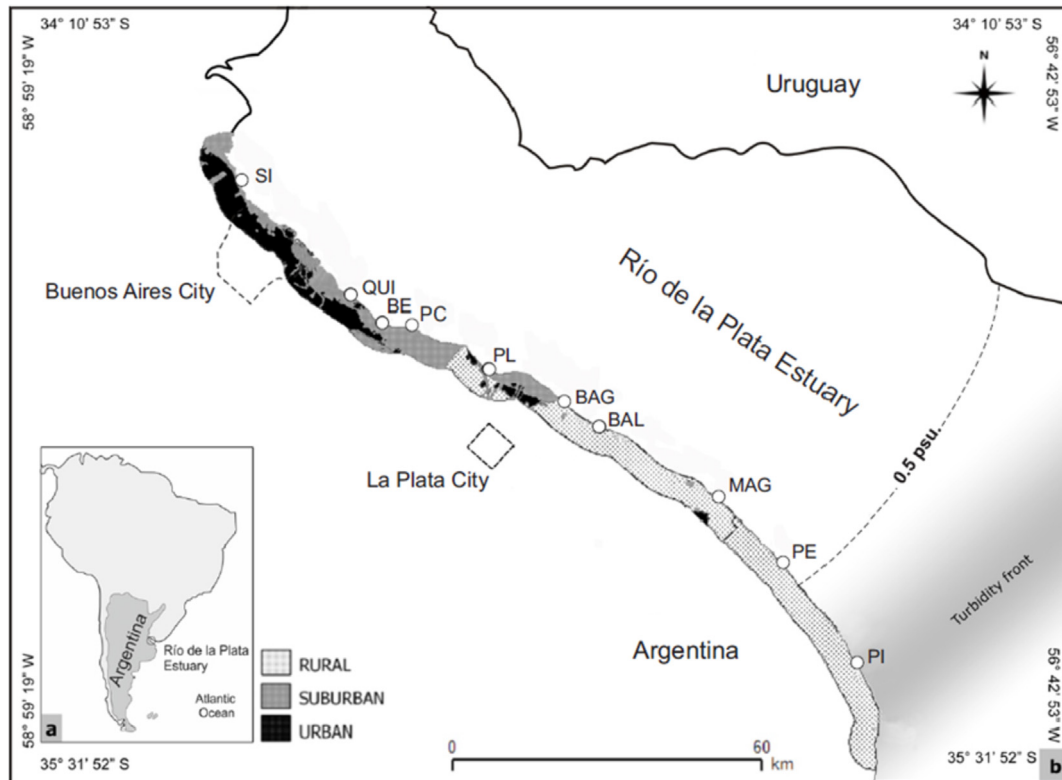 34° 10' 53" S
34° 10' 53" S
58° 59' 19" W
56° 42' 53" W
N
Uruguay
SI
Río de la Plata Estuary
Buenos Aires City
QUI
BE
PC
PL
BAG
BAL
La Plata City
0.5 psu.
MAG
PE
Turbidity front
Argentina
PI
Argentina
Río de la Plata
Estuary
Atlantic
Ocean
a
RURAL
SUBURBAN
URBAN
58° 59' 19" W
56° 42' 53" W
0
60
km
35° 31' 52" S
35° 31' 52" S
b